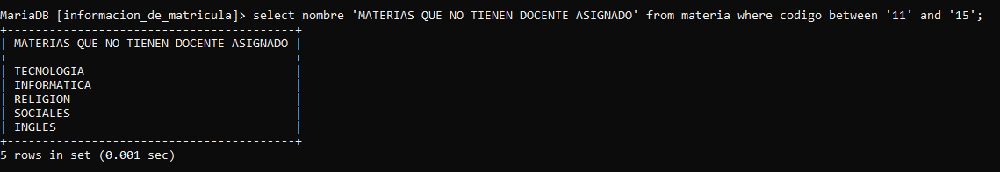 MariaDB [informacion_de_matricula]> select nombre 'MATERIAS QUE NO TIENEN DOCENTE ASIGNADO' from materia where codigo between '11' and '15';
+----------------------------------------+
| MATERIAS QUE NO TIENEN DOCENTE ASIGNADO |
+----------------------------------------+
| TECNOLOGIA |
| INFORMATICA |
| RELIGION |
| SOCIALES |
| INGLES |
+----------------------------------------+
5 rows in set (0.001 sec)